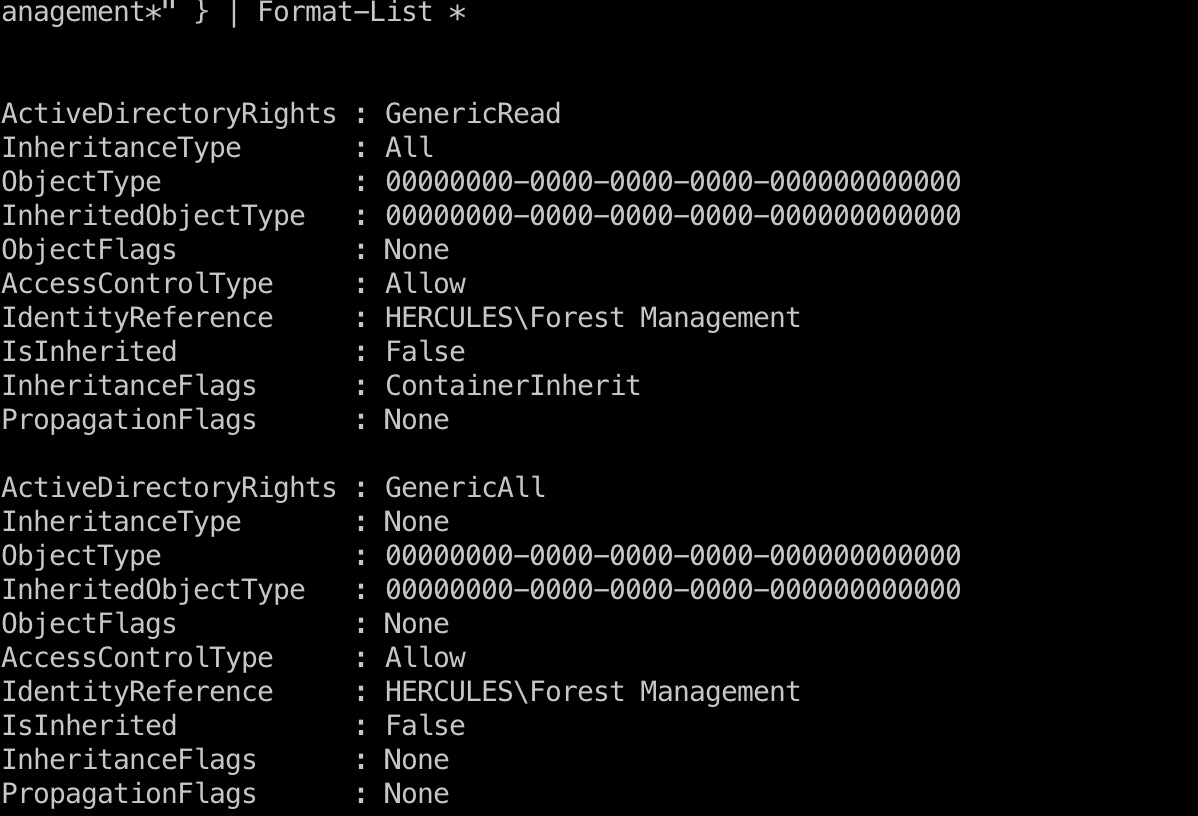 anagement*" } | Format-List *
ActiveDirectoryRights : GenericRead
InheritanceType       : All
ObjectType            : 00000000-0000-0000-0000-000000000000
InheritedObjectType   : 00000000-0000-0000-0000-000000000000
ObjectFlags           : None
AccessControlType     : Allow
IdentityReference     : HERCULES\Forest Management
IsInherited           : False
InheritanceFlags      : ContainerInherit
PropagationFlags      : None
ActiveDirectoryRights : GenericAll
InheritanceType       : None
ObjectType            : 00000000-0000-0000-0000-000000000000
InheritedObjectType   : 00000000-0000-0000-0000-000000000000
ObjectFlags           : None
AccessControlType     : Allow
IdentityReference     : HERCULES\Forest Management
IsInherited           : False
InheritanceFlags      : None
PropagationFlags      : None